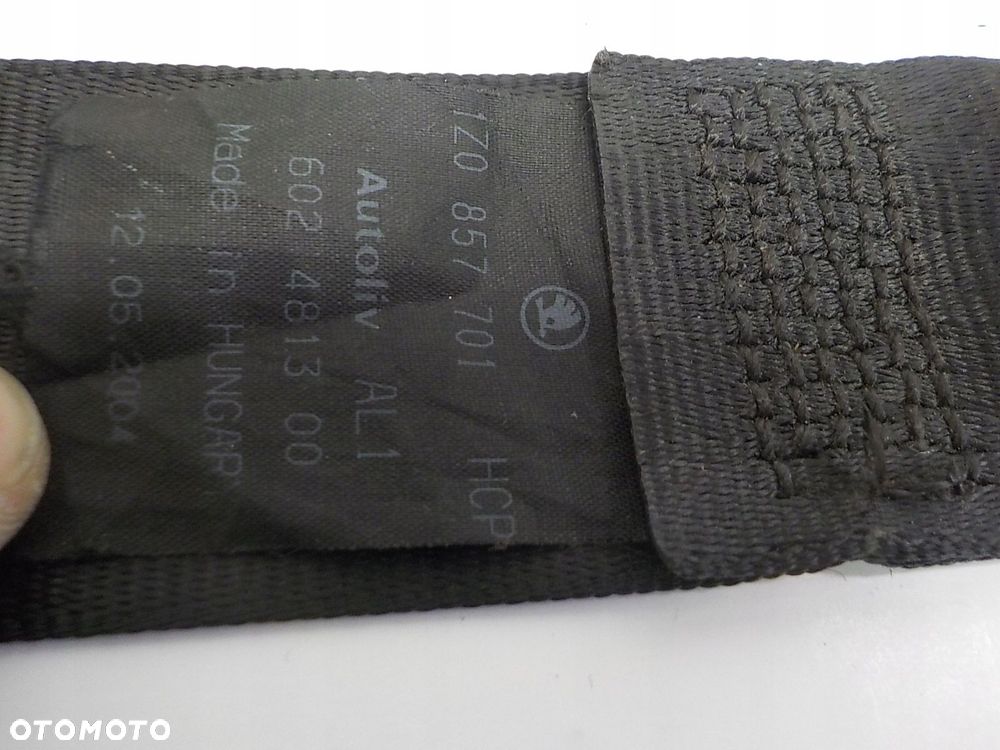 1Z0 857 701 HCP
Autoliv AL1
602 4813 00
Made in HUNGARY
12.05.2004
OTOMOTO